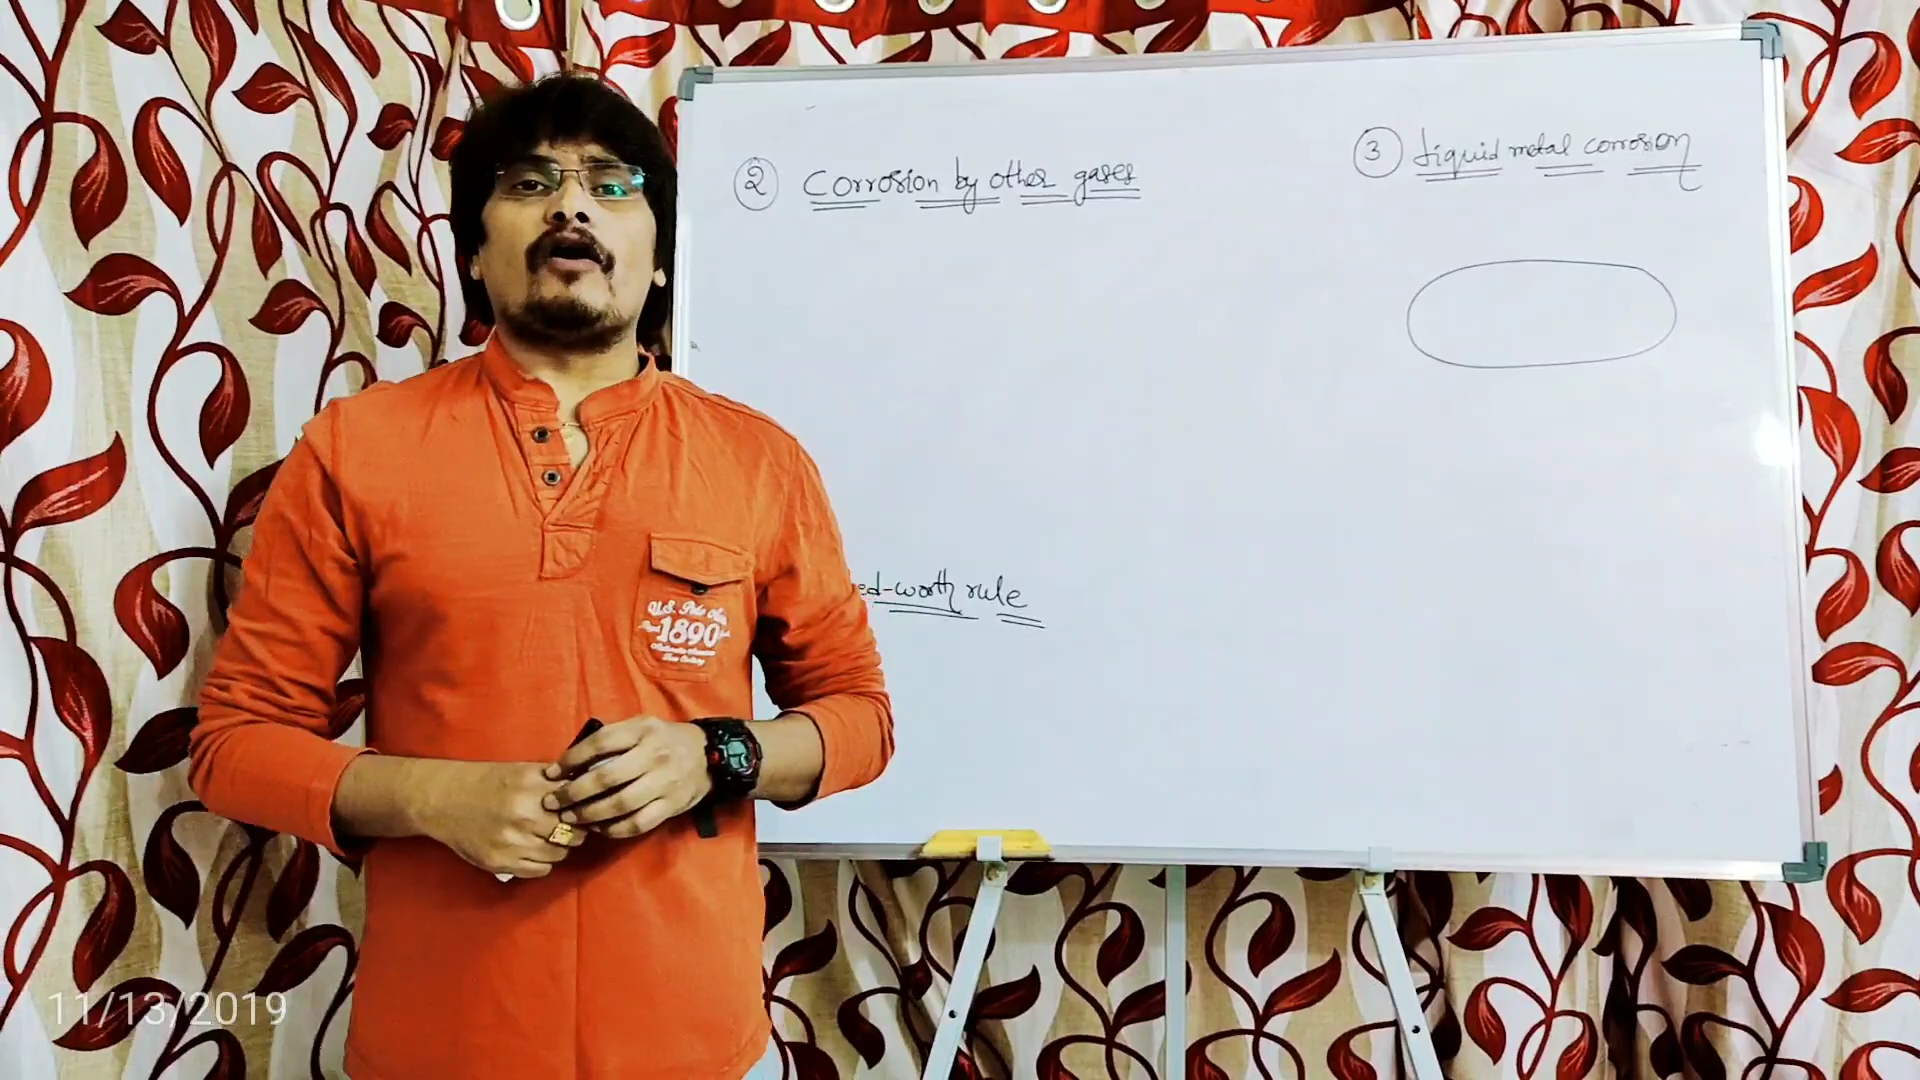 ② Corrosion by other gases
③ Liquid metal corrosion
ed-worth rule
U.S. Polo Assn.
1890
11/13/2019